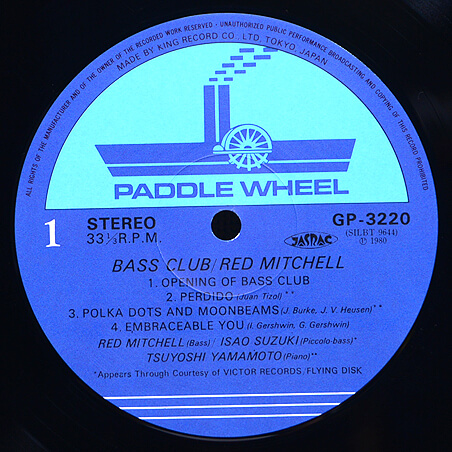 ALL RIGHTS OF THE MANUFACTURER AND OF THE OWNER OF THE RECORDED WORK RESERVED · UNAUTHORIZED PUBLIC PERFORMANCE BROADCASTING AND COPYING OF THIS RECORD PROHIBITED
MADE BY KING RECORD CO., LTD, TOKYO, JAPAN
PADDLE WHEEL
1
STEREO
33⅓ R.P.M.
JASRAC
GP-3220
(SILBT 9644)
Ⓟ 1980
BASS CLUB/RED MITCHELL
1. OPENING OF BASS CLUB
2. PERDIDO (Juan Tizol)**
3. POLKA DOTS AND MOONBEAMS (J. Burke, J. V. Heusen)**
4. EMBRACEABLE YOU (I. Gershwin, G. Gershwin)
RED MITCHELL (Bass)/ ISAO SUZUKI (Piccolo-bass)*
TSUYOSHI YAMAMOTO (Piano)**
*Appears Through Courtesy of VICTOR RECORDS/FLYING DISK